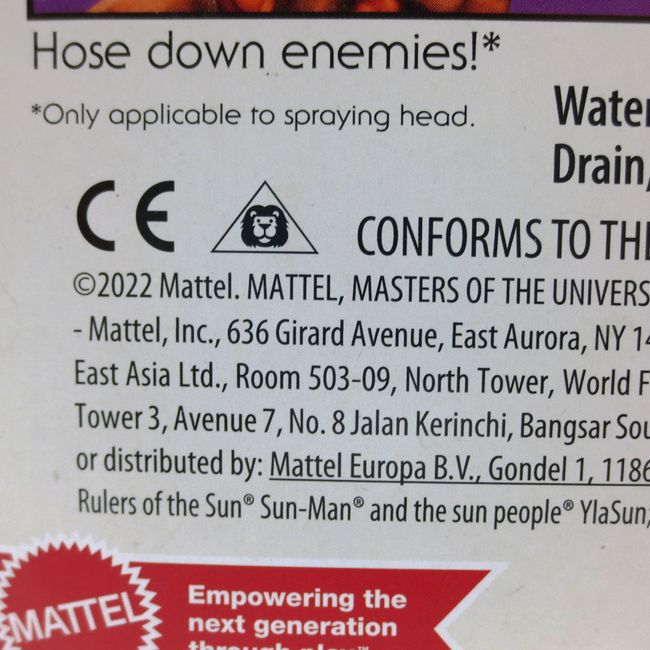 Hose down enemies!*
*Only applicable to spraying head.
Water
Drain,
CE
CONFORMS TO THE
©2022 Mattel. MATTEL, MASTERS OF THE UNIVERS
- Mattel, Inc., 636 Girard Avenue, East Aurora, NY 14
East Asia Ltd., Room 503-09, North Tower, World F
Tower 3, Avenue 7, No. 8 Jalan Kerinchi, Bangsar Sou
or distributed by: Mattel Europa B.V., Gondel 1, 1186
Rulers of the Sun® Sun-Man® and the sun people® YlaSun,
MATTEL
Empowering the
next generation
through play™